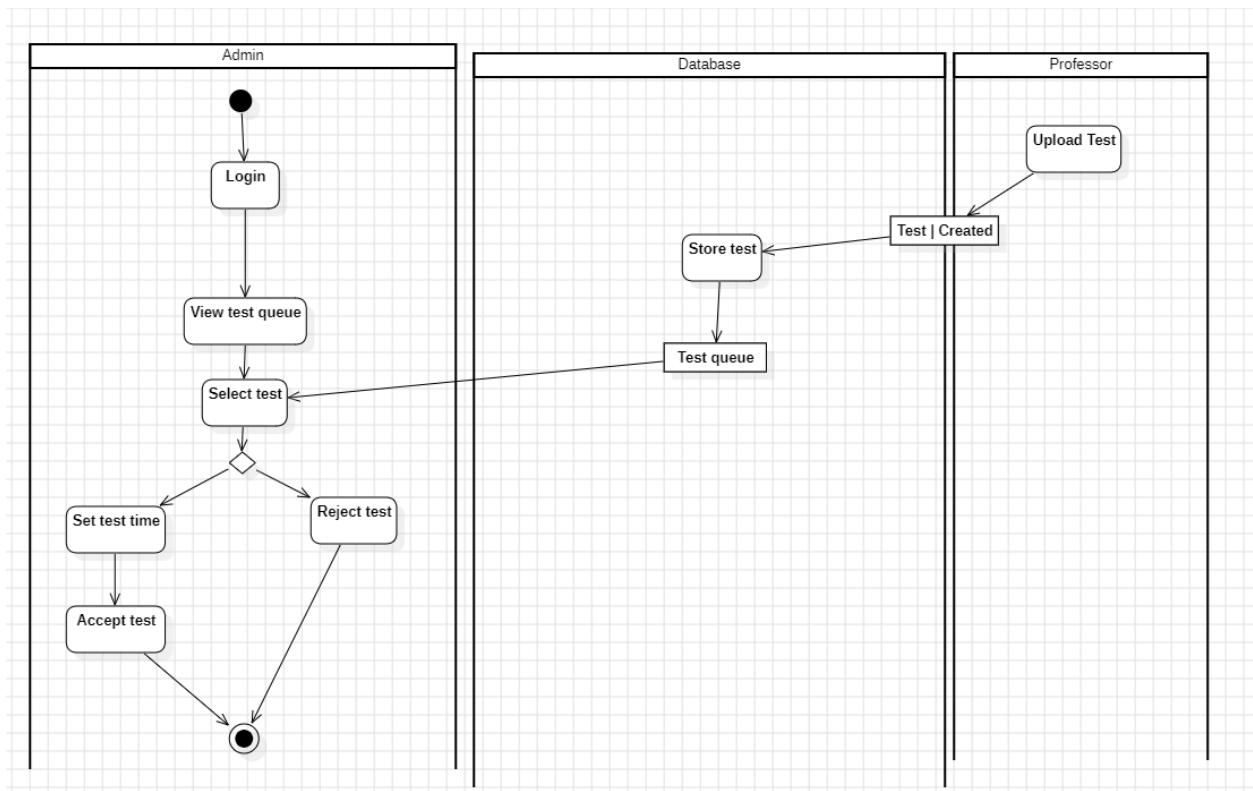 Admin
Database
Professor
Upload Test
Login
Test | Created
Store test
View test queue
Test queue
Select test
Set test time
Reject test
Accept test